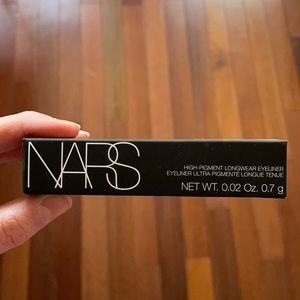 NARS
HIGH-PIGMENT LONGWEAR EYELINER
EYELINER ULTRA-PIGMENTÉ LONGUE TENUE
NET WT. 0.02 Oz. 0.7 g